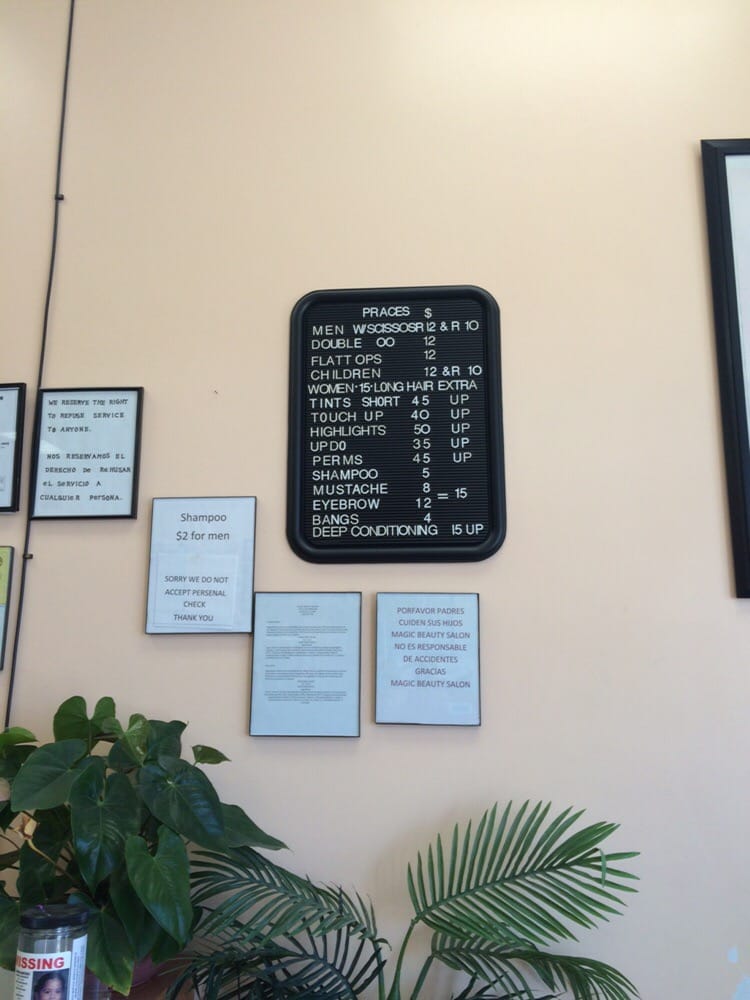 PRACES $
MEN W/SCISSOSR 12 & R 10
DOUBLE OO 12
FLATT OPS 12
CHILDREN 12 &R 10
WOMEN·15·LONG HAIR EXTRA
TINTS SHORT 45 UP
TOUCH UP 40 UP
HIGHLIGHTS 50 UP
UPDO 35 UP
PERMS 45 UP
SHAMPOO 5
MUSTACHE 8
EYEBROW 12 = 15
BANGS 4
DEEP CONDITIONING 15 UP
WE RESERVE THE RIGHT
TO REFUSE SERVICE
TO ANYONE.
NOS RESERVAMOS EL
DERECHO DE REHUSAR
EL SERVICIO A
CUALQUIER PERSONA.
Shampoo
$2 for men
SORRY WE DO NOT
ACCEPT PERSENAL
CHECK
THANK YOU
PORFAVOR PADRES
CUIDEN SUS HIJOS
MAGIC BEAUTY SALON
NO ES RESPONSABLE
DE ACCIDENTES
GRACIAS
MAGIC BEAUTY SALON
ISSING